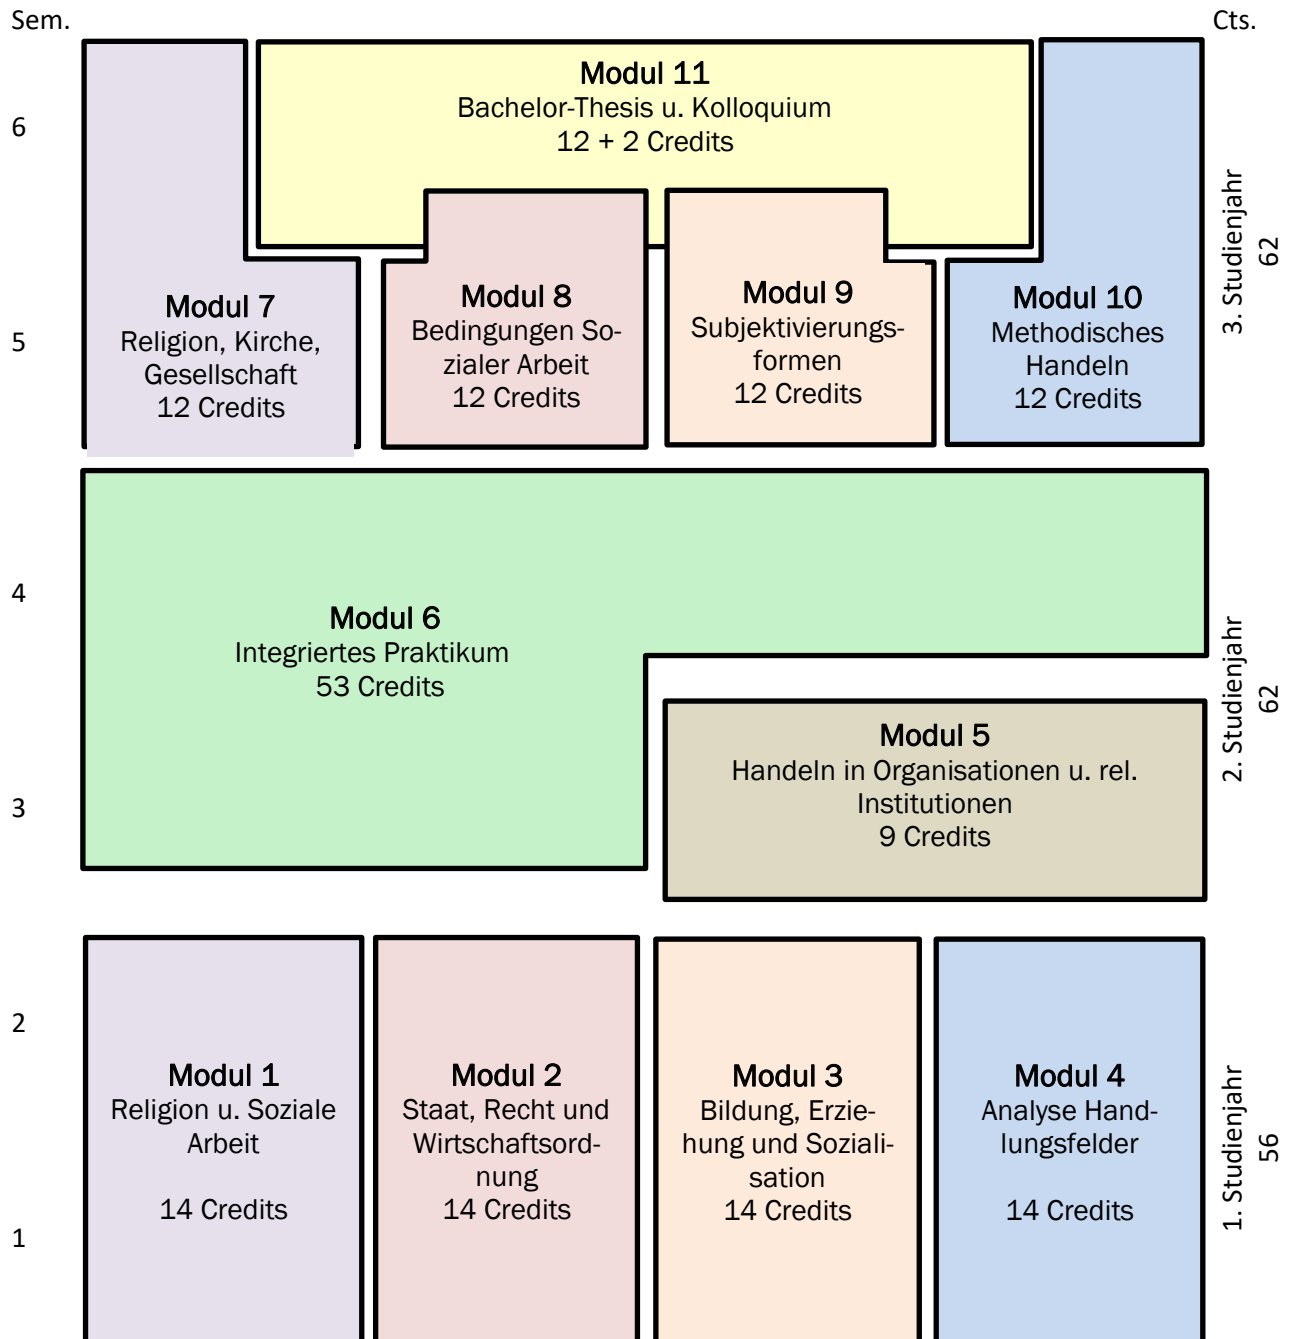 Sem.
Cts.
6
Modul 11
Bachelor-Thesis u. Kolloquium
12 + 2 Credits
5
Modul 7
Religion, Kirche,
Gesellschaft
12 Credits
Modul 8
Bedingungen So-
zialer Arbeit
12 Credits
Modul 9
Subjektivierungs-
formen
12 Credits
Modul 10
Methodisches
Handeln
12 Credits
3. Studienjahr
62
4
Modul 6
Integriertes Praktikum
53 Credits
3
Modul 5
Handeln in Organisationen u. rel.
Institutionen
9 Credits
2. Studienjahr
62
2
Modul 1
Religion u. Soziale
Arbeit
14 Credits
Modul 2
Staat, Recht und
Wirtschaftsord-
nung
14 Credits
Modul 3
Bildung, Erzie-
hung und Soziali-
sation
14 Credits
Modul 4
Analyse Hand-
lungsfelder
14 Credits
1. Studienjahr
56
1